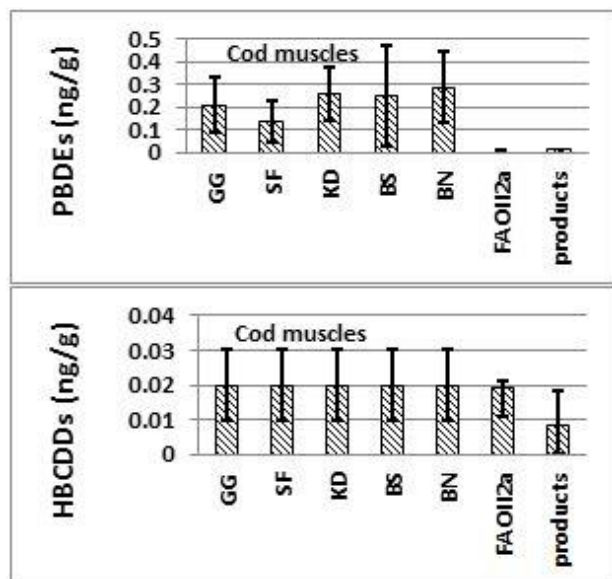 PBDEs (ng/g)
0.5
0.4
0.3
0.2
0.1
0
Cod muscles
GG
SF
KD
BS
BN
FAOII2a
products
HBCDDs (ng/g)
0.04
0.03
0.02
0.01
0
Cod muscles
GG
SF
KD
BS
BN
FAOII2a
products